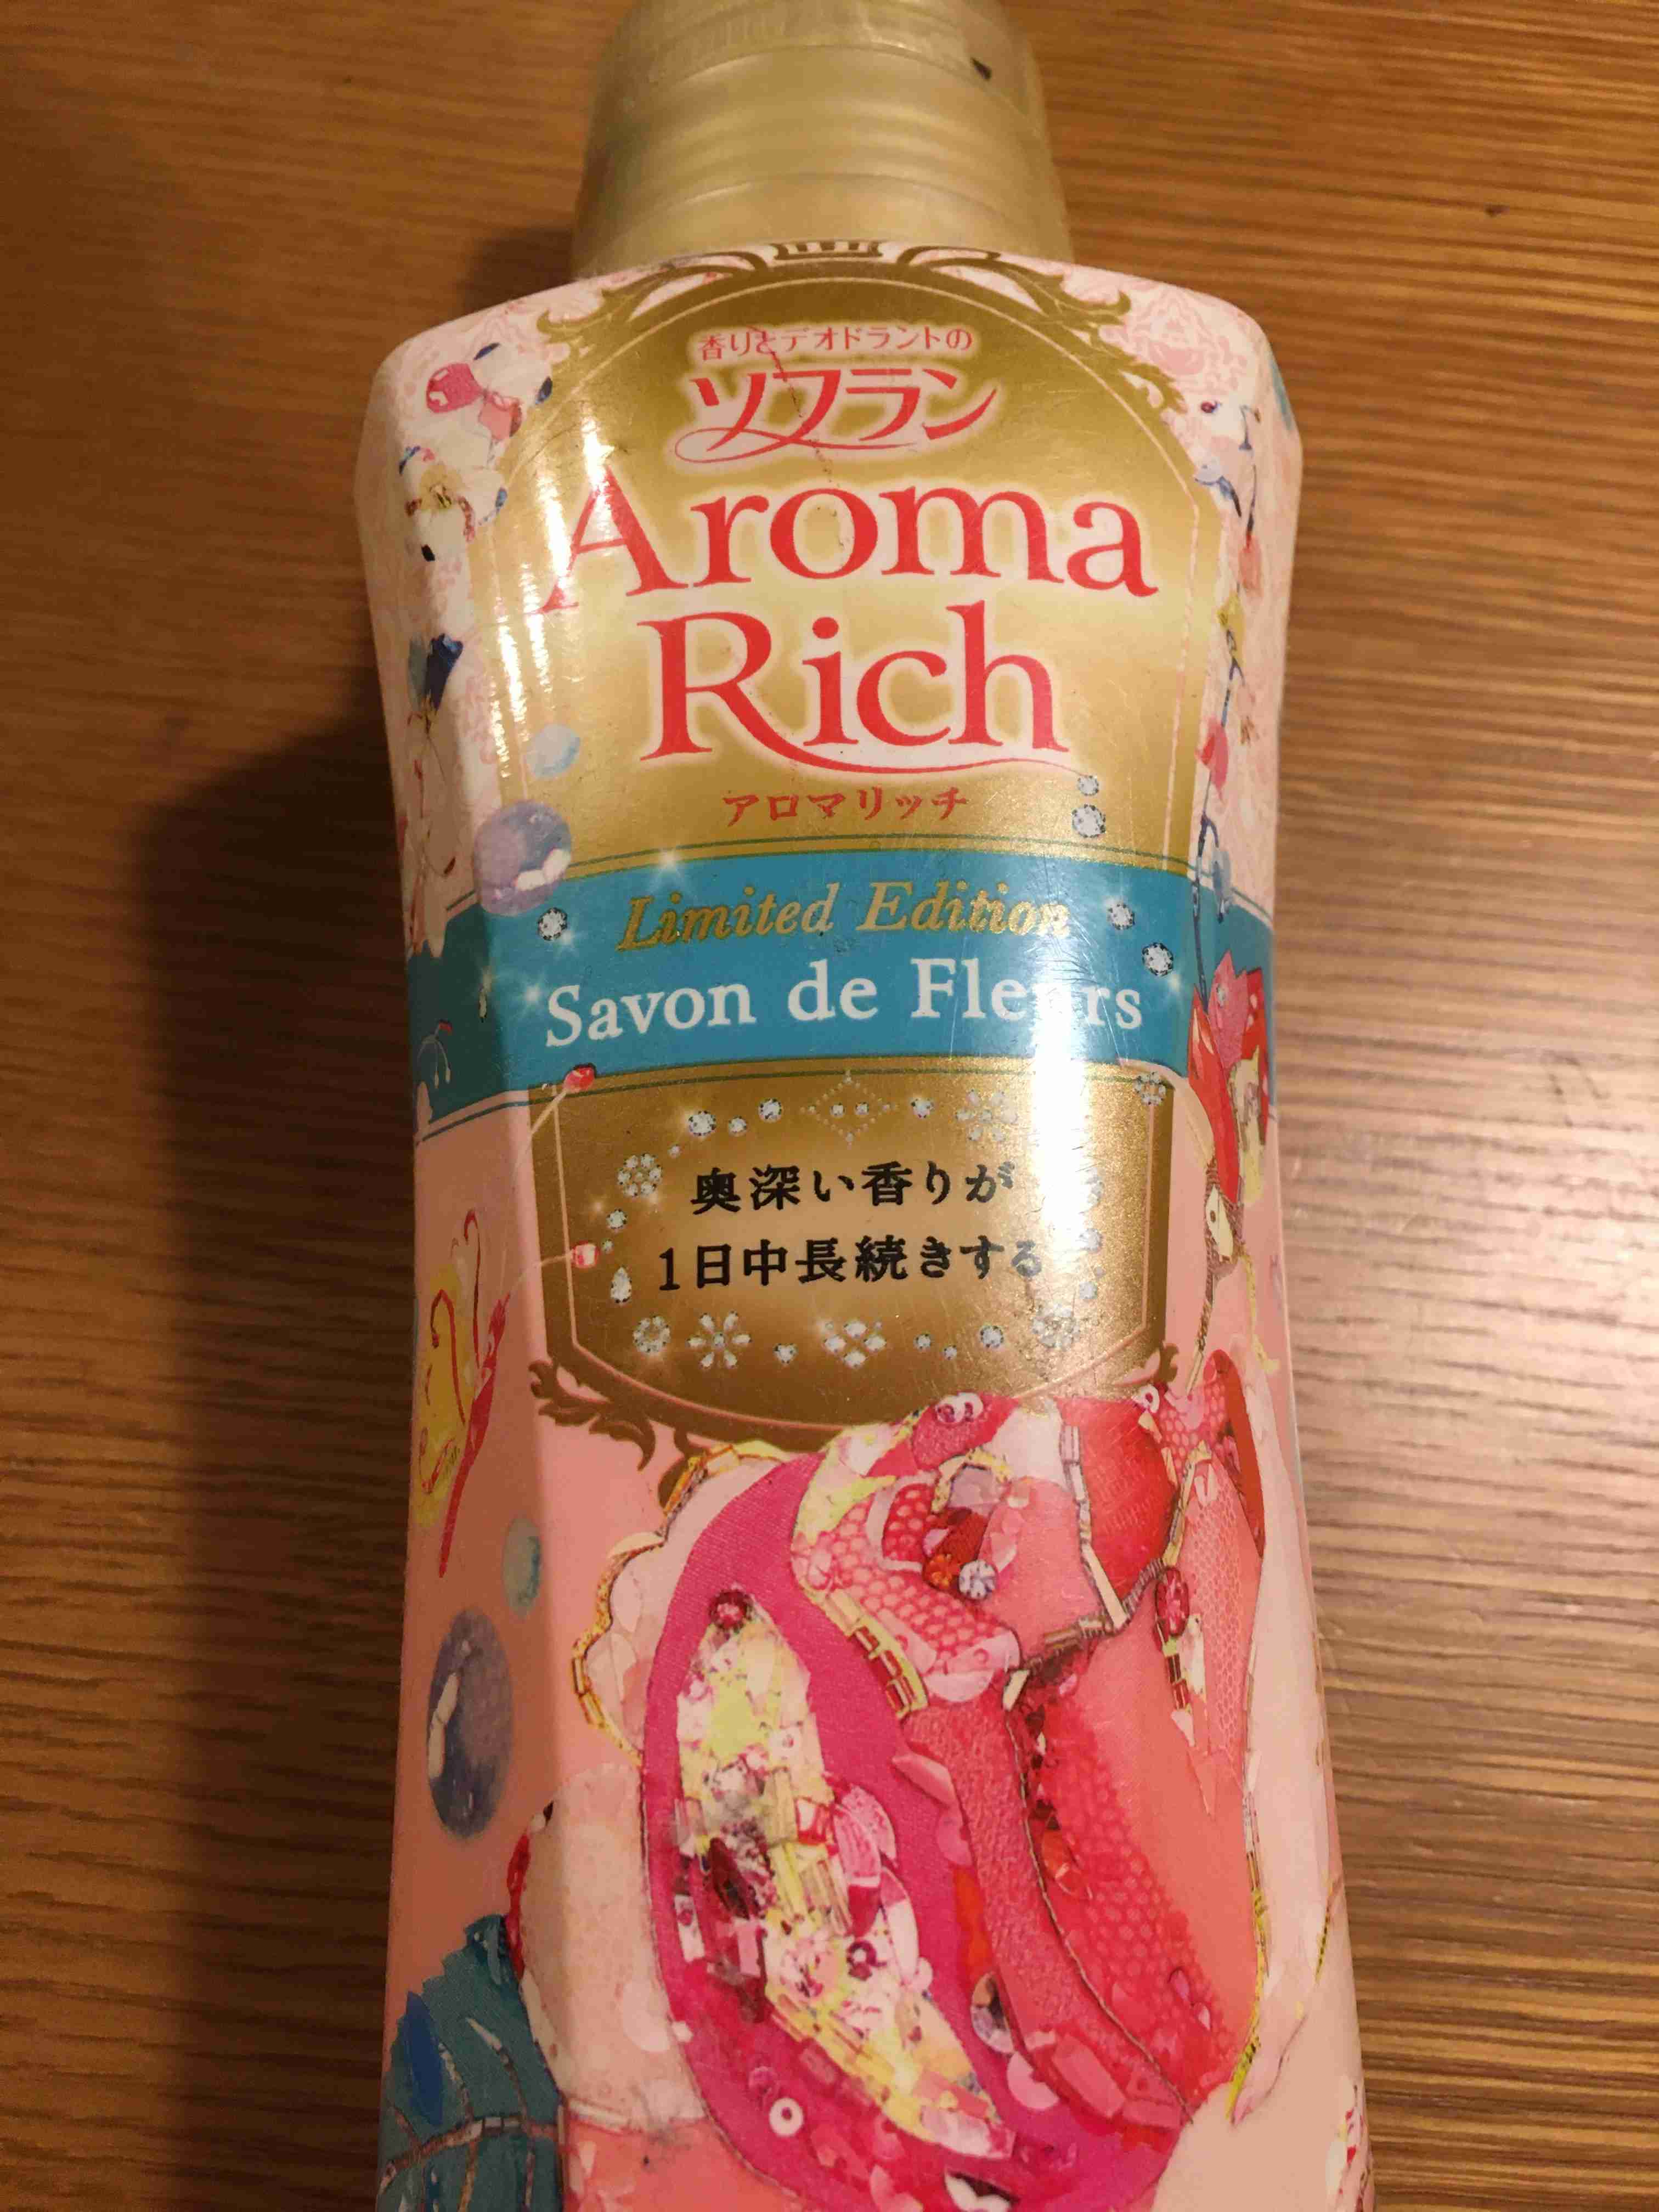 香りとデオドラントの
ソフラン
Aroma
Rich
アロマリッチ
Limited Edition
Savon de Fleurs
奥深い香りが
1日中長続きする